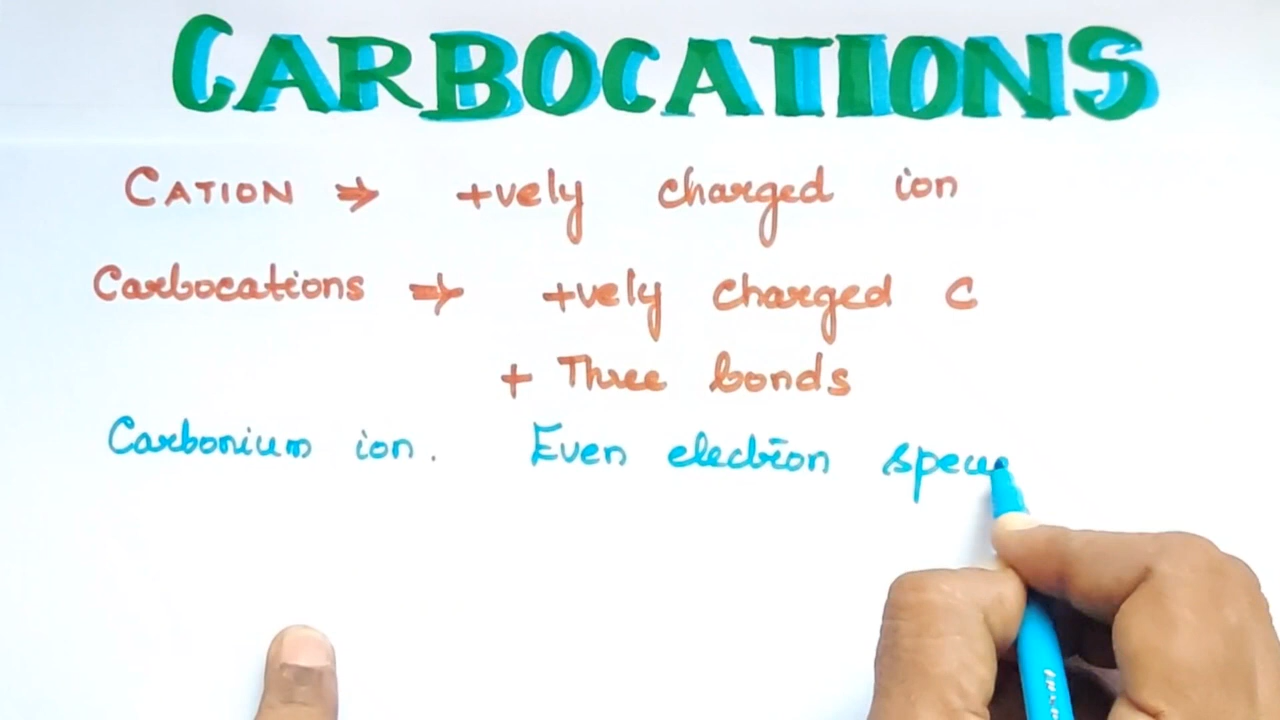 CARBOCATIONS
CATION ⇒ +vely charged ion
Carbocations ⇒ +vely charged C
+ Three bonds
Carbonium ion. Even electron